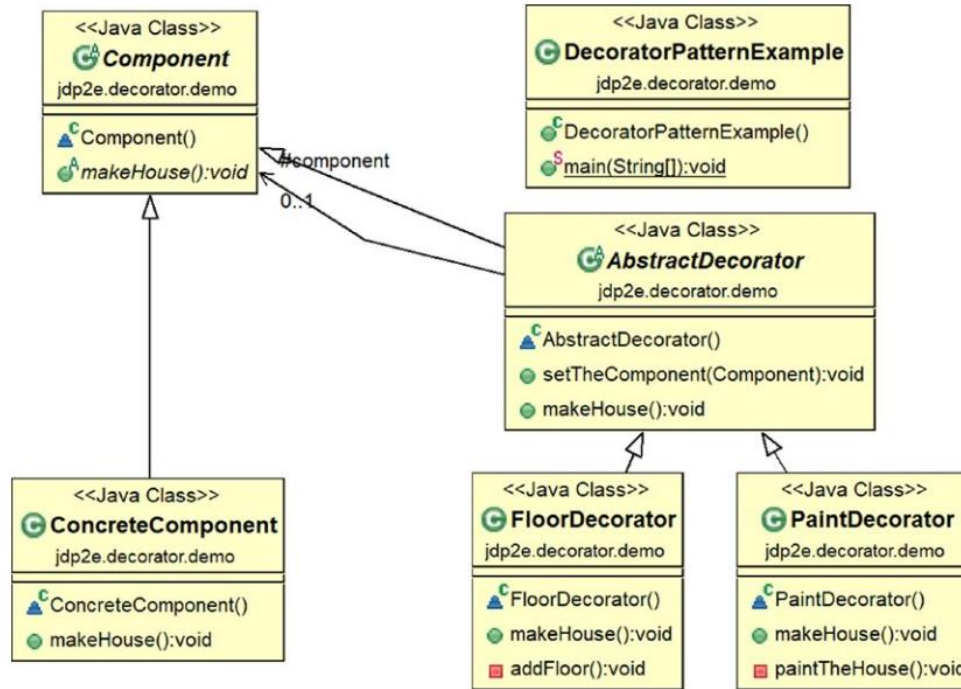 <<Java Class>>
Component
jdp2e.decorator.demo
Component()
makeHouse():void
<<Java Class>>
DecoratorPatternExample
jdp2e.decorator.demo
DecoratorPatternExample()
main(String[]):void
#component
0..1
<<Java Class>>
AbstractDecorator
jdp2e.decorator.demo
AbstractDecorator()
setTheComponent(Component):void
makeHouse():void
<<Java Class>>
ConcreteComponent
jdp2e.decorator.demo
ConcreteComponent()
makeHouse():void
<<Java Class>>
FloorDecorator
jdp2e.decorator.demo
FloorDecorator()
makeHouse():void
addFloor():void
<<Java Class>>
PaintDecorator
jdp2e.decorator.demo
PaintDecorator()
makeHouse():void
paintTheHouse():void